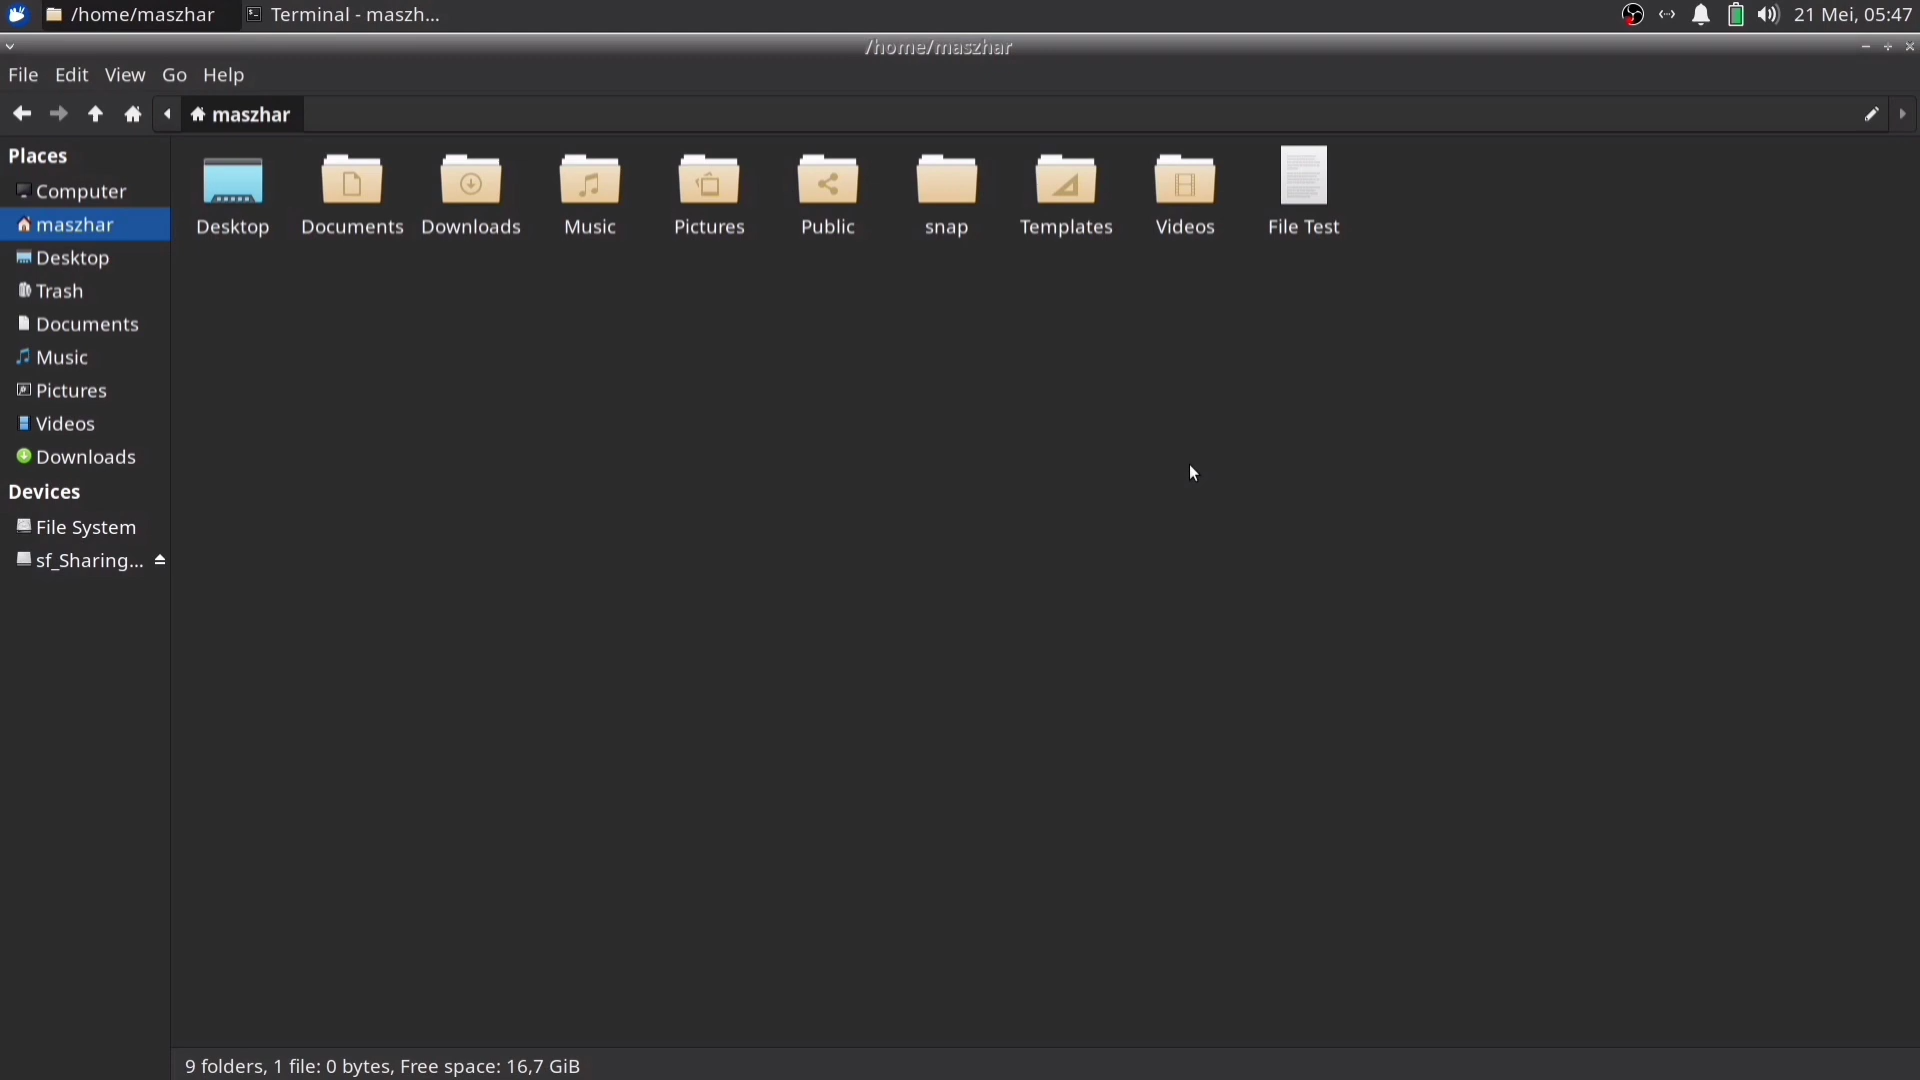 /home/maszhar
Terminal - maszh...
21 Mei, 05:47
/home/maszhar
File Edit View Go Help
maszhar
Places
Computer
maszhar
Desktop
Trash
Documents
Music
Pictures
Videos
Downloads
Devices
File System
sf_Sharing...
Desktop
Documents
Downloads
Music
Pictures
Public
snap
Templates
Videos
File Test
9 folders, 1 file: 0 bytes, Free space: 16,7 GiB